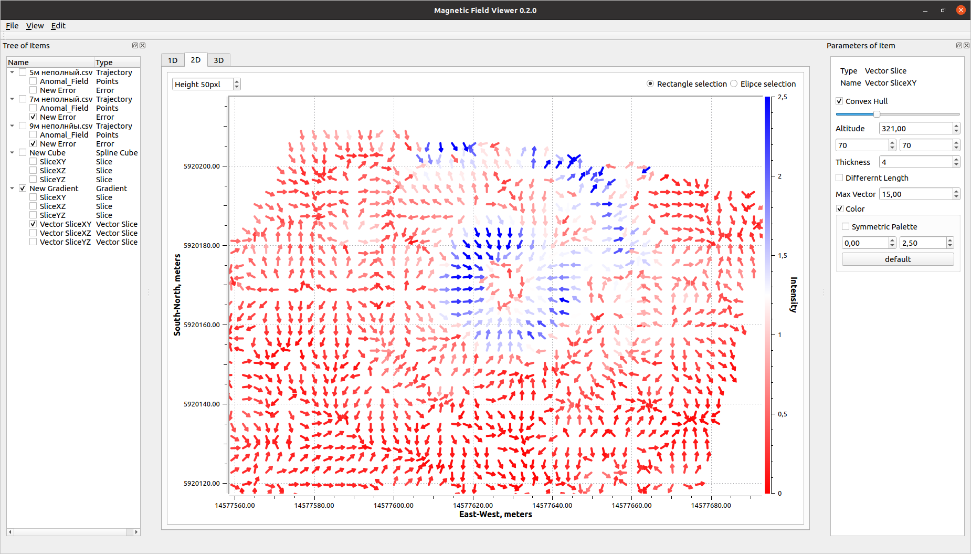 Magnetic Field Viewer 0.2.0
File View Edit
Tree of Items
Name Type
5м неполный.csv Trajectory
Anomal_Field Points
New Error Error
7м неполный.csv Trajectory
Anomal_Field Points
New Error Error
9м неполнйы.csv Trajectory
Anomal_Field Points
New Error Error
New Cube Spline Cube
SliceXY Slice
SliceXZ Slice
SliceYZ Slice
New Gradient Gradient
SliceXY Slice
SliceXZ Slice
SliceYZ Slice
Vector SliceXY Vector Slice
Vector SliceXZ Vector Slice
Vector SliceYZ Vector Slice
1D 2D 3D
Height 50pxl
Rectangle selection Elipce selection
South-North, meters
5920200.00
5920180.00
5920160.00
5920140.00
5920120.00
14577560.00 14577580.00 14577600.00 14577620.00 14577640.00 14577660.00 14577680.00
East-West, meters
2,5
2
1,5
1
0,5
0
Intensity
Parameters of Item
Type Vector Slice
Name Vector SliceXY
Convex Hull
Altitude 321,00
70 70
Thickness 4
Different Length
Max Vector 15,00
Color
Symmetric Palette
0,00 2,50
default